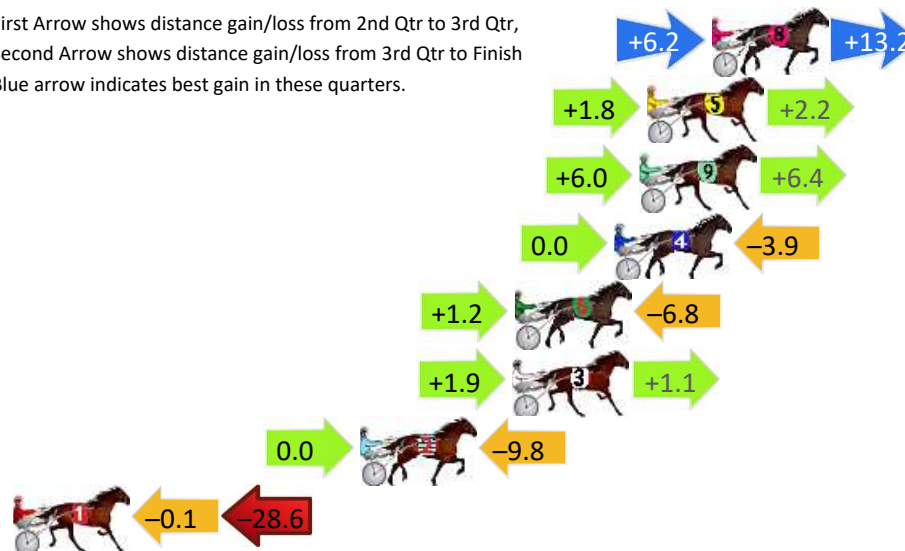 irst Arrow shows distance gain/loss from 2nd Qtr to 3rd Qtr,
econd Arrow shows distance gain/loss from 3rd Qtr to Finish
Blue arrow indicates best gain in these quarters.
+6.2 8 +13.2
+1.8 5 +2.2
+6.0 9 +6.4
0.0 4 –3.9
+1.2 6 –6.8
+1.9 3 +1.1
0.0 –9.8
1 –0.1 –28.6